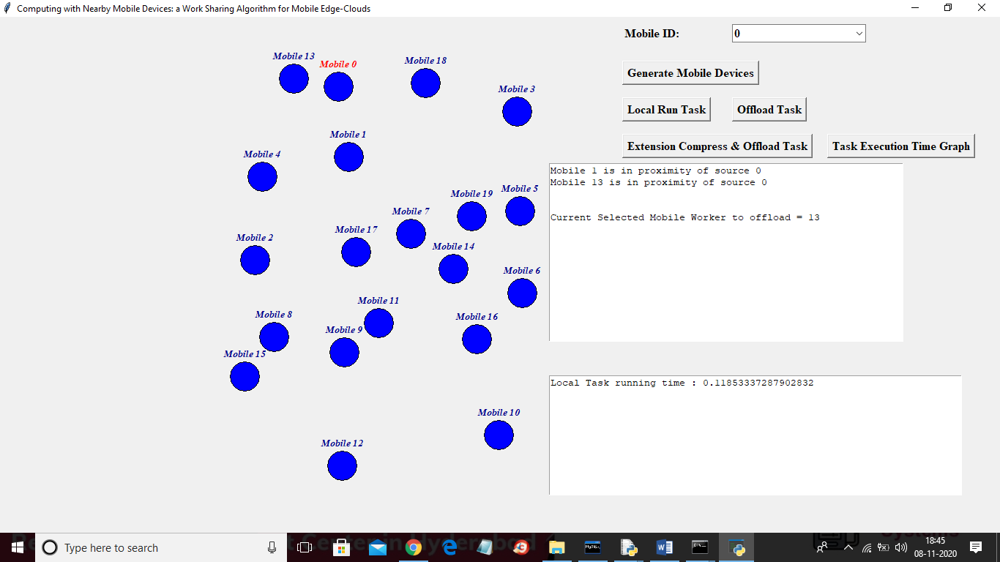 Computing with Nearby Mobile Devices: a Work Sharing Algorithm for Mobile Edge-Clouds
Mobile ID:
0
Generate Mobile Devices
Local Run Task
Offload Task
Extension Compress & Offload Task
Task Execution Time Graph
Mobile 13
Mobile 0
Mobile 18
Mobile 3
Mobile 1
Mobile 4
Mobile 5
Mobile 19
Mobile 7
Mobile 17
Mobile 2
Mobile 14
Mobile 6
Mobile 11
Mobile 8
Mobile 16
Mobile 9
Mobile 15
Mobile 10
Mobile 12
Mobile 1 is in proximity of source 0
Mobile 13 is in proximity of source 0
Current Selected Mobile Worker to offload = 13
Local Task running time : 0.11853337287902832
Type here to search
18:45
08-11-2020